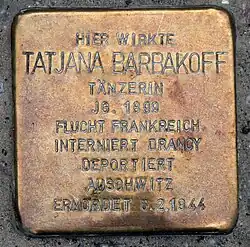 HIER WIRKTE
TATJANA BARBAKOFF
TÄNZERIN
JG. 1899
FLUCHT FRANKREICH
INTERNIERT DRANCY
DEPORTIERT
AUSCHWITZ
ERMORDET 6.2.1944